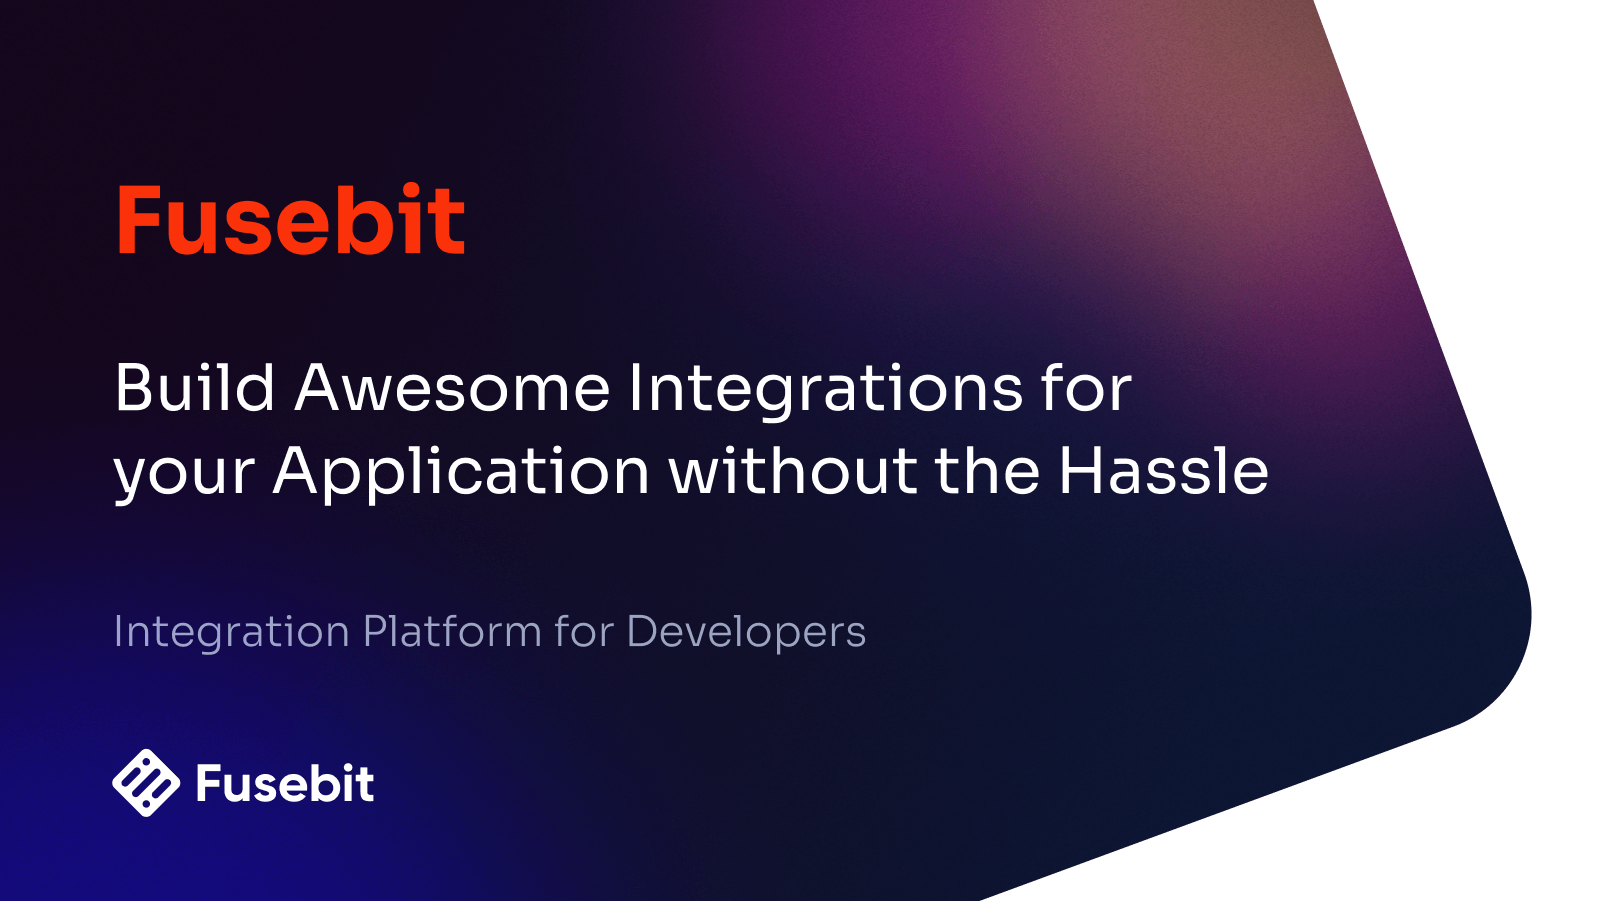 Fusebit
Build Awesome Integrations for
your Application without the Hassle
Integration Platform for Developers
Fusebit